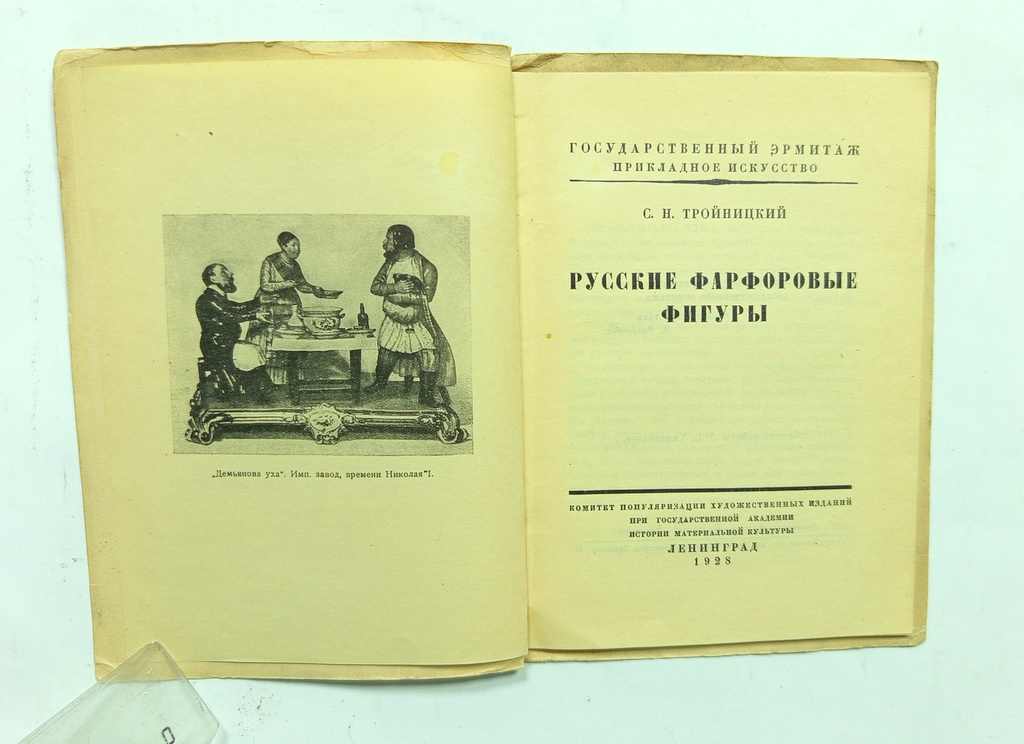 „Демьянова уха“. Имп. завод, времени Николая I.
ГОСУДАРСТВЕННЫЙ ЭРМИТАЖ
ПРИКЛАДНОЕ ИСКУССТВО
С. Н. ТРОЙНИЦКИЙ
РУССКИЕ ФАРФОРОВЫЕ
ФИГУРЫ
КОМИТЕТ ПОПУЛЯРИЗАЦИИ ХУДОЖЕСТВЕННЫХ ИЗДАНИЙ
ПРИ ГОСУДАРСТВЕННОЙ АКАДЕМИИ
ИСТОРИИ МАТЕРИАЛЬНОЙ КУЛЬТУРЫ
ЛЕНИНГРАД
1928
0